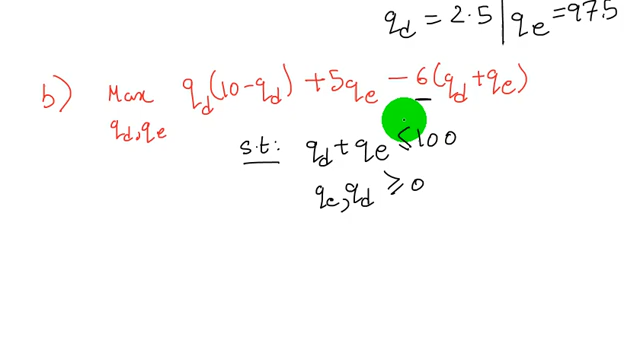 q_d = 2.5 | q_e = 97.5
b) Max q_d(10-q_d) + 5q_e - 6(q_d+q_e)
q_d,q_e
s.t: q_d + q_e ≤ 100
q_e, q_d ≥ 0